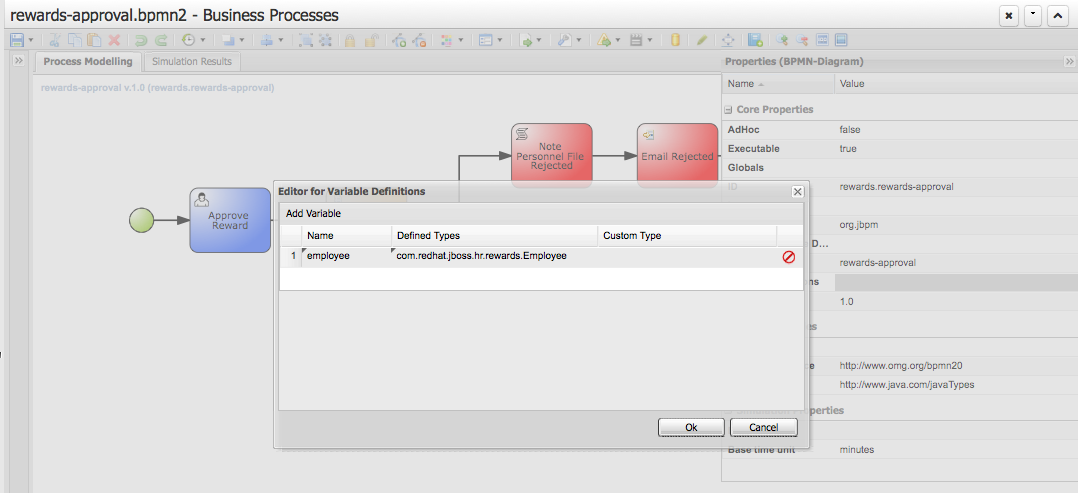 rewards-approval.bpmn2 - Business Processes
Process Modelling
Simulation Results
Properties (BPMN-Diagram)
rewards-approval v.1.0 (rewards.rewards-approval)
Name
Value
Core Properties
AdHoc
false
Executable
true
Globals
ID
rewards.rewards-approval
org.jbpm
D...
rewards-approval
ns
1.0
es
e
http://www.omg.org/bpmn20
http://www.java.com/javaTypes
Properties
Base time unit
minutes
Approve
Reward
Note
Personnel File
Rejected
Email Rejected
Editor for Variable Definitions
Add Variable
Name
Defined Types
Custom Type
1
employee
com.redhat.jboss.hr.rewards.Employee
Ok
Cancel